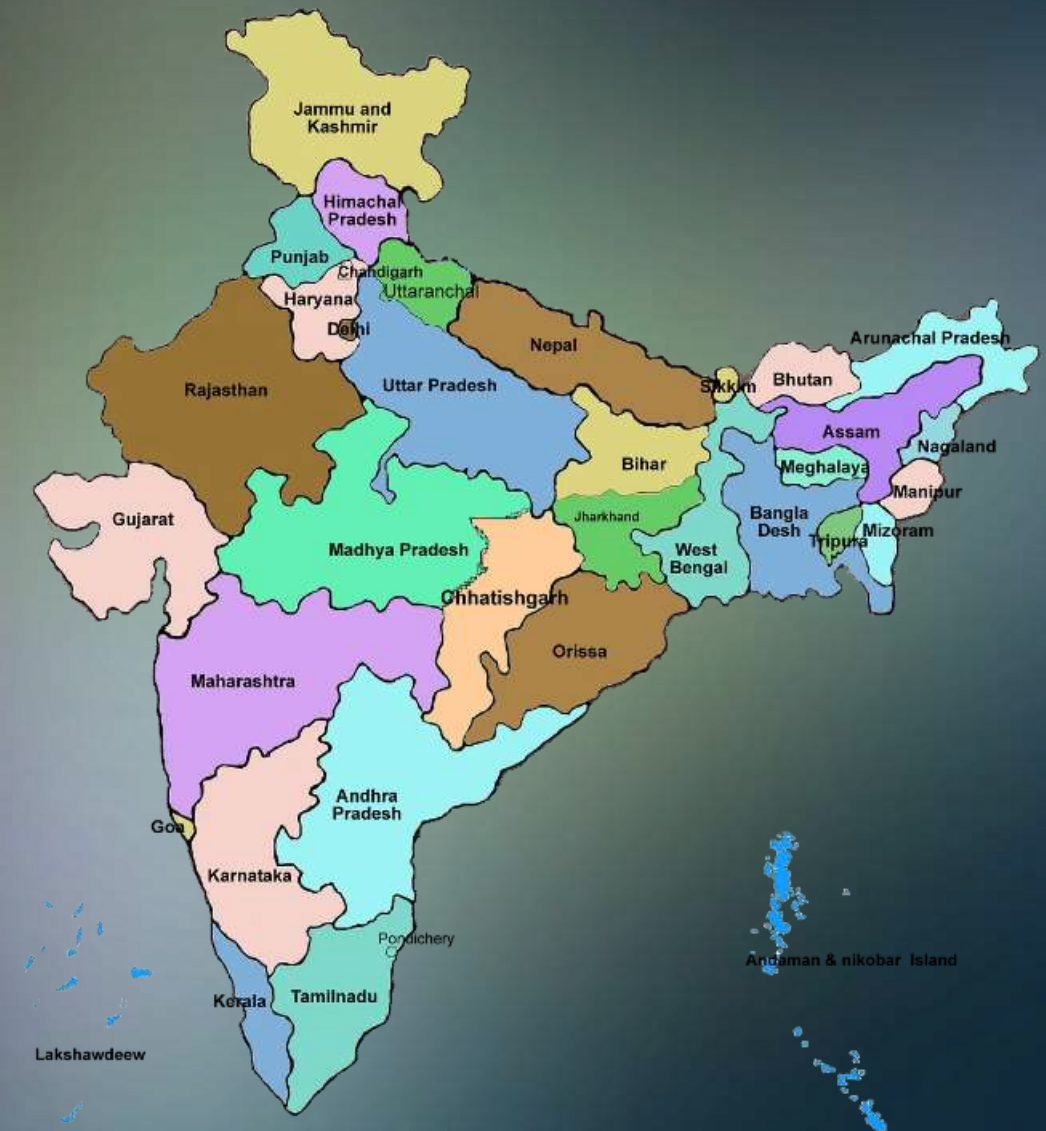 Jammu and
Kashmir
Himachal
Pradesh
Punjab
Chandigarh
Uttaranchal
Haryana
Delhi
Nepal
Arunachal Pradesh
Rajasthan
Uttar Pradesh
Sikkim
Bhutan
Assam
Nagaland
Bihar
Meghalaya
Manipur
Gujarat
Jharkhand
Bangla
Desh
Tripura
Mizoram
Madhya Pradesh
West
Bengal
Chhatishgarh
Orissa
Maharashtra
Andhra
Pradesh
Goa
Karnataka
Pondichery
Andaman & nikobar Island
Kerala
Tamilnadu
Lakshawdeew